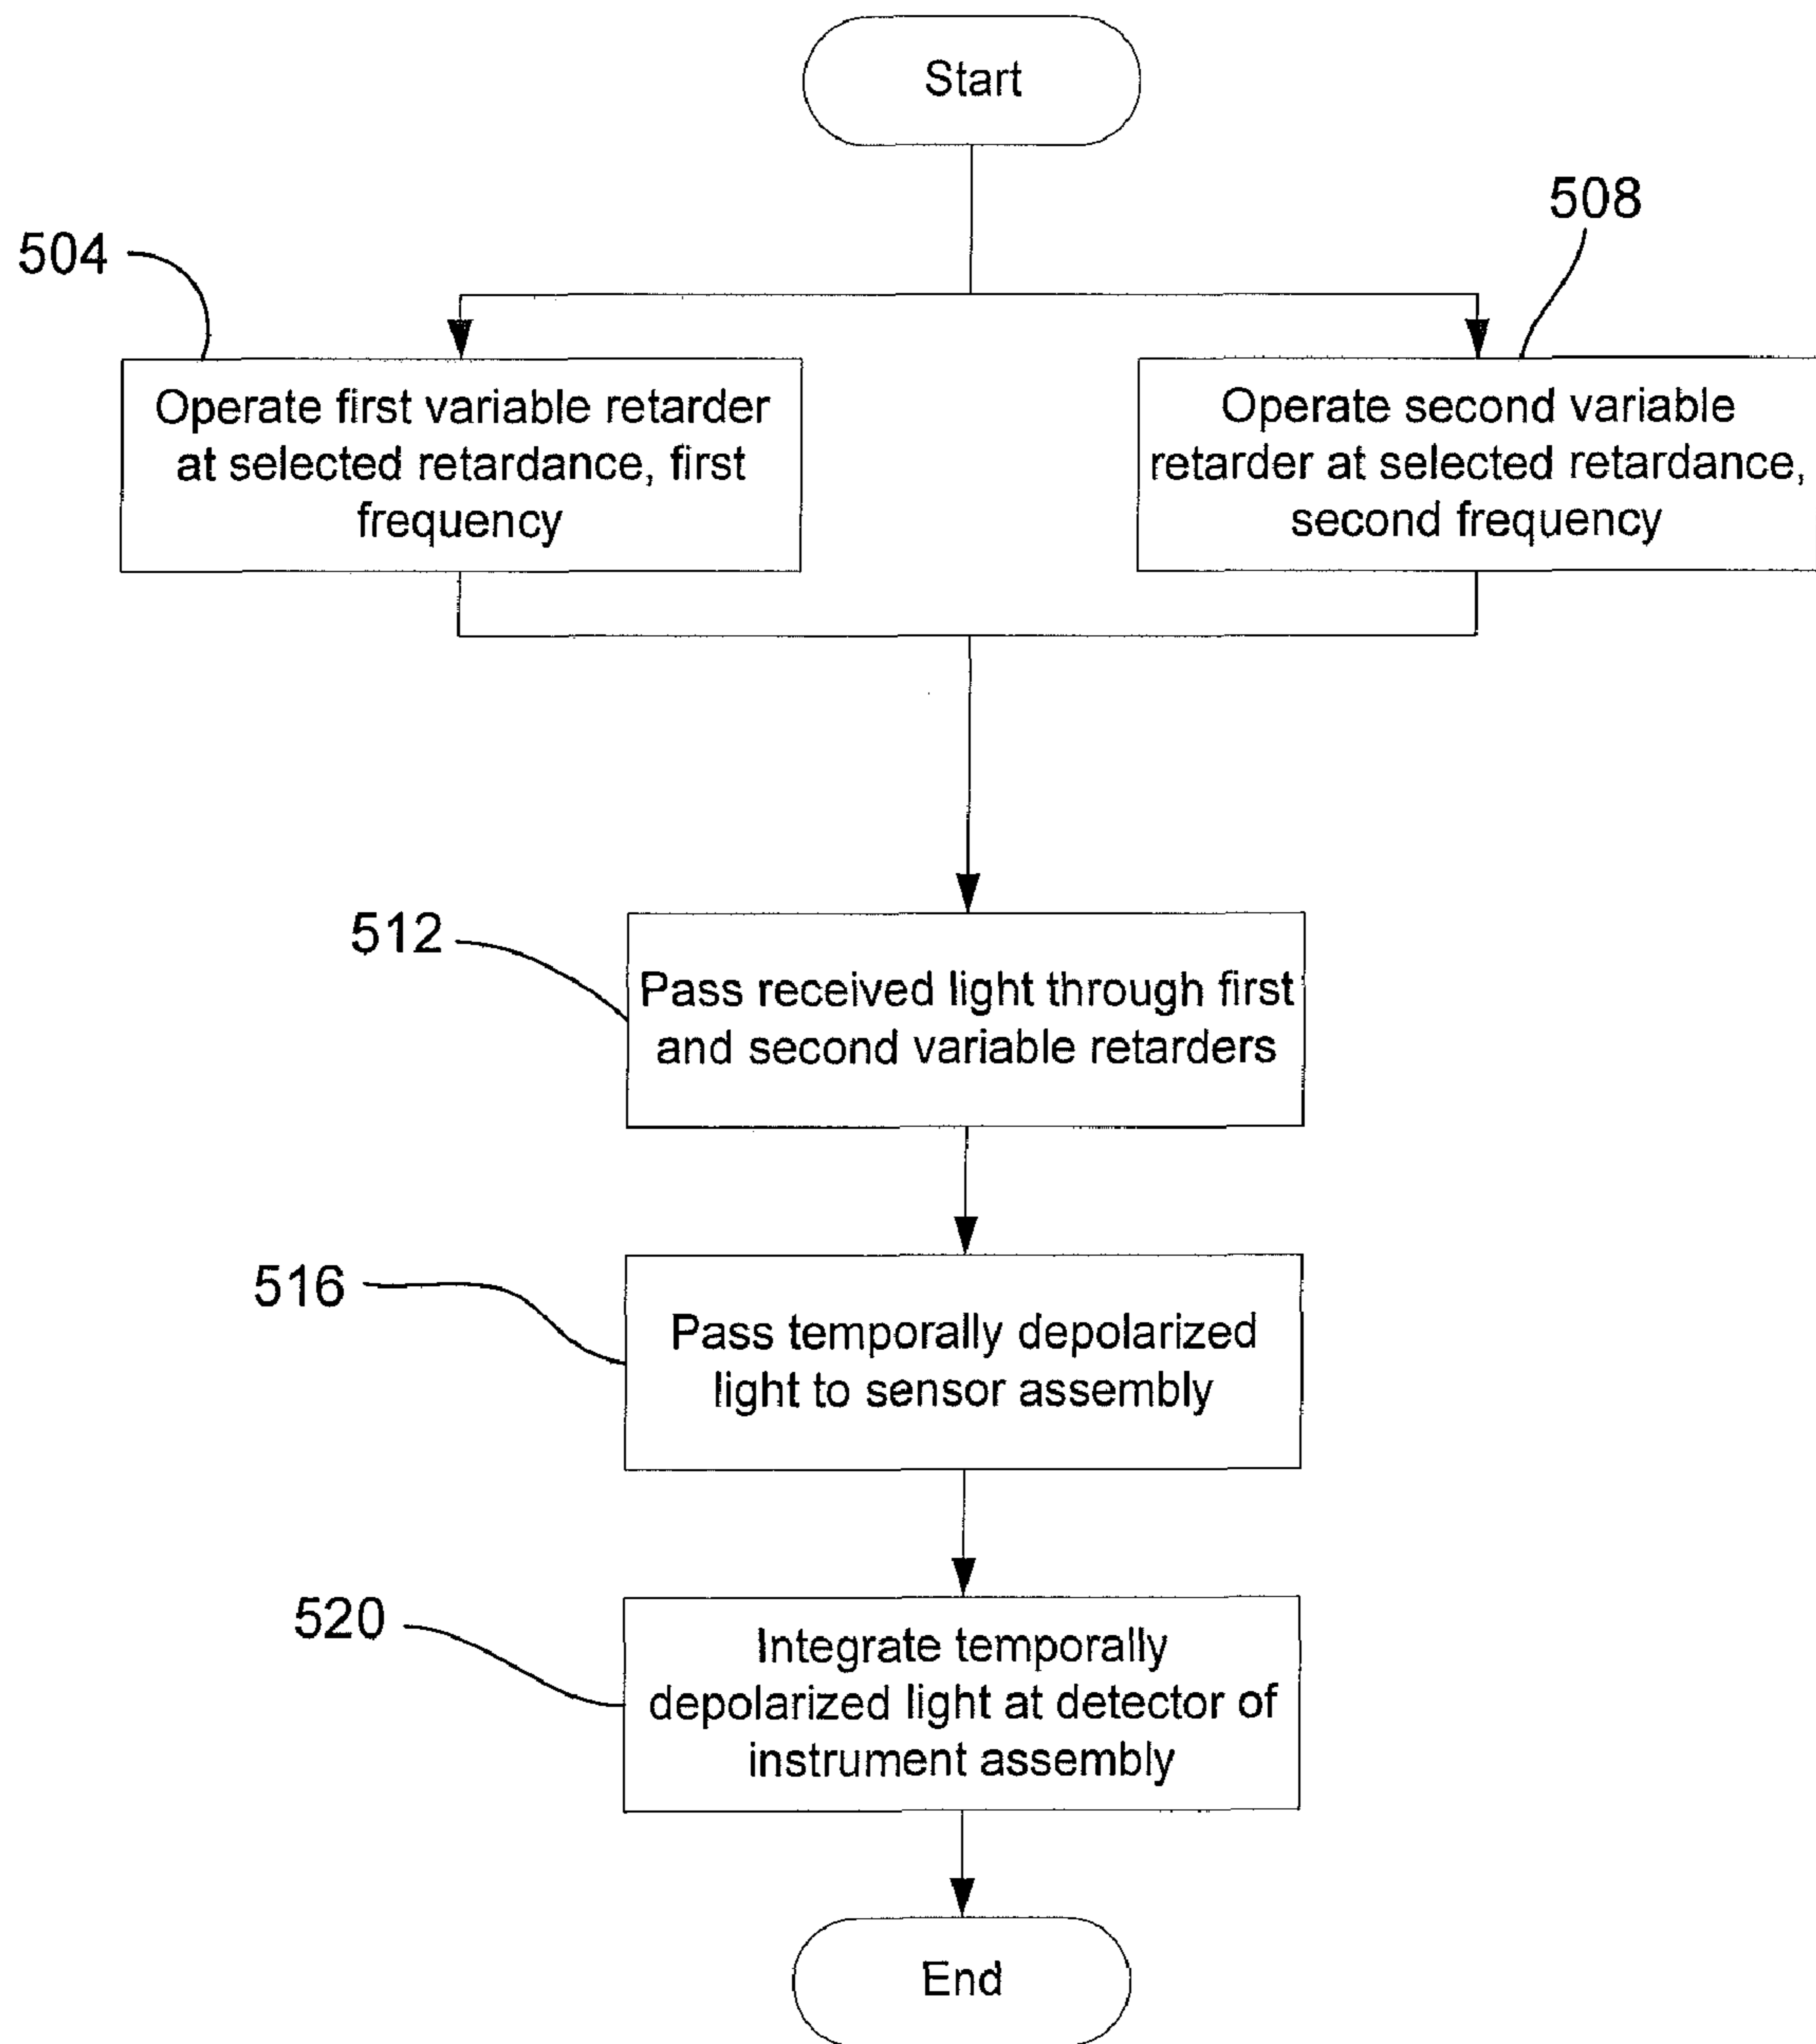 Start
504
508
Operate first variable retarder
at selected retardance, first
frequency
Operate second variable
retarder at selected retardance,
second frequency
512
Pass received light through first
and second variable retarders
516
Pass temporally depolarized
light to sensor assembly
520
Integrate temporally
depolarized light at detector of
instrument assembly
End